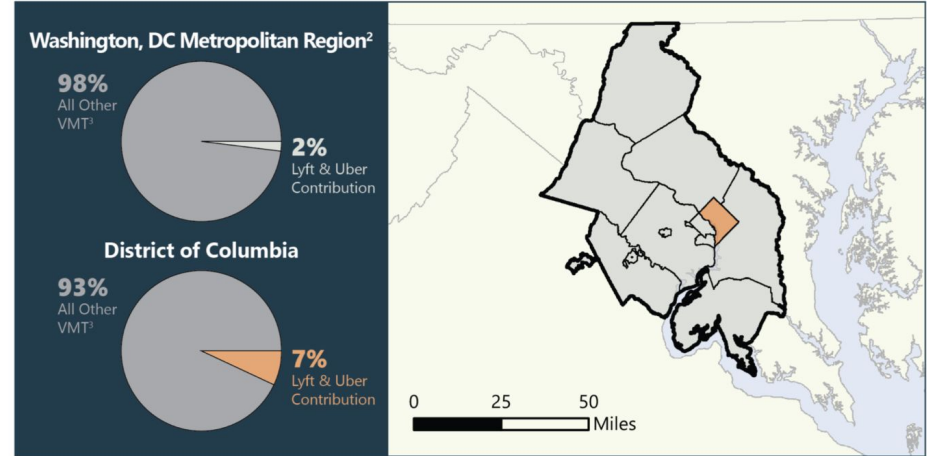 Washington, DC Metropolitan Region²
98%
All Other
VMT³
2%
Lyft & Uber
Contribution
District of Columbia
93%
All Other
VMT³
7%
Lyft & Uber
Contribution
0 25 50
Miles